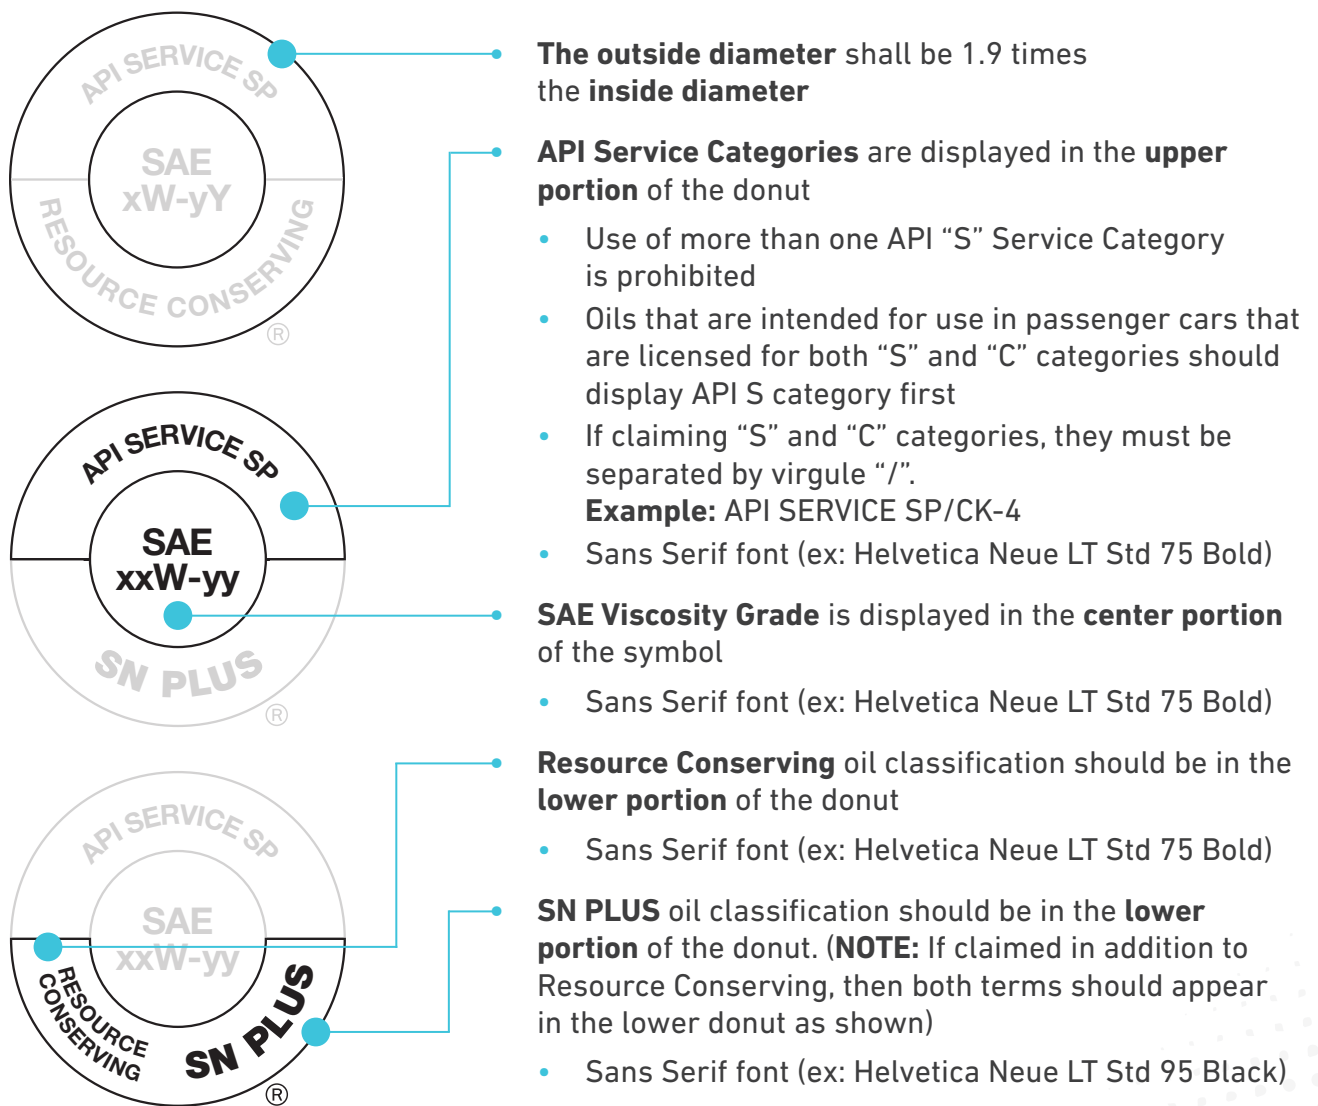 API SERVICE SP
SAE
xW-yY
RESOURCE CONSERVING
®
The outside diameter shall be 1.9 times
the inside diameter
API Service Categories are displayed in the upper
portion of the donut
• Use of more than one API “S” Service Category
is prohibited
• Oils that are intended for use in passenger cars that
are licensed for both “S” and “C” categories should
display API S category first
• If claiming “S” and “C” categories, they must be
separated by virgule “/”.
Example: API SERVICE SP/CK-4
• Sans Serif font (ex: Helvetica Neue LT Std 75 Bold)
API SERVICE SP
SAE
xxW-yy
SN PLUS
®
SAE Viscosity Grade is displayed in the center portion
of the symbol
• Sans Serif font (ex: Helvetica Neue LT Std 75 Bold)
Resource Conserving oil classification should be in the
lower portion of the donut
• Sans Serif font (ex: Helvetica Neue LT Std 75 Bold)
API SERVICE SP
SAE
xxW-yy
RESOURCE
CONSERVING
SN PLUS
®
SN PLUS oil classification should be in the lower
portion of the donut. (NOTE: If claimed in addition to
Resource Conserving, then both terms should appear
in the lower donut as shown)
• Sans Serif font (ex: Helvetica Neue LT Std 95 Black)